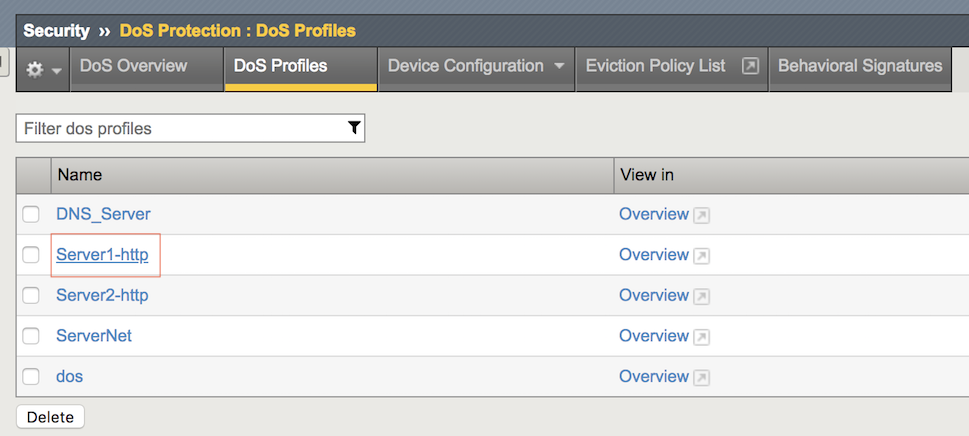 Security ›› DoS Protection : DoS Profiles
DoS Overview DoS Profiles Device Configuration Eviction Policy List Behavioral Signatures
Filter dos profiles
Name View in
DNS_Server Overview
Server1-http Overview
Server2-http Overview
ServerNet Overview
dos Overview
Delete